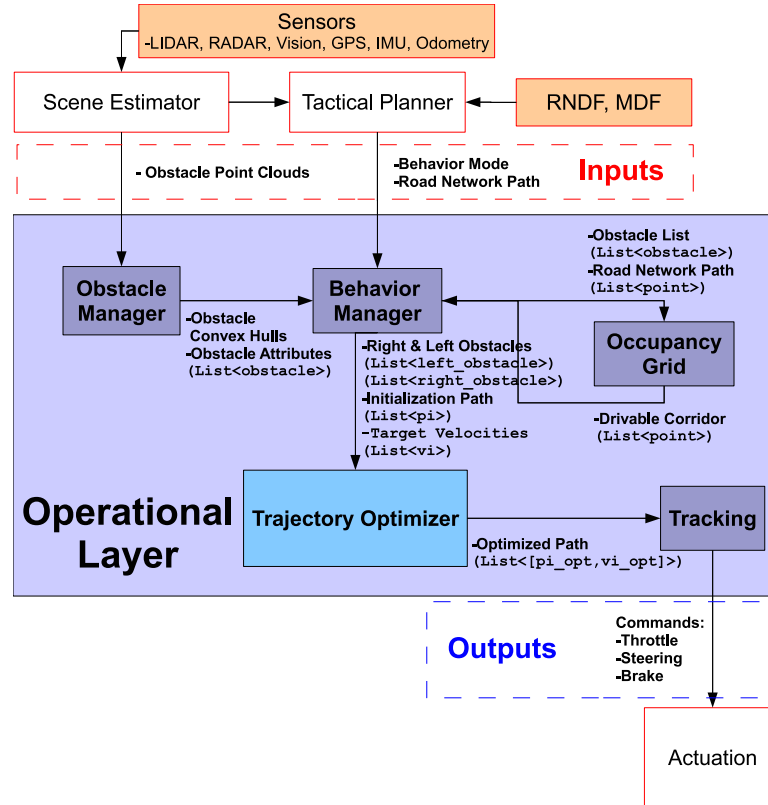 Sensors
-LIDAR, RADAR, Vision, GPS, IMU, Odometry
Scene Estimator
Tactical Planner
RNDF, MDF
- Obstacle Point Clouds
-Behavior Mode
-Road Network Path
Inputs
-Obstacle List
(List<obstacle>)
-Road Network Path
(List<point>)
Obstacle
Manager
Behavior
Manager
-Obstacle
Convex Hulls
-Obstacle Attributes
(List<obstacle>)
-Right & Left Obstacles
(List<left_obstacle>)
(List<right_obstacle>)
-Initialization Path
(List<pi>)
-Target Velocities
(List<vi>)
Occupancy
Grid
-Drivable Corridor
(List<point>)
Operational
Layer
Trajectory Optimizer
Tracking
-Optimized Path
(List<[pi_opt,vi_opt]>)
Outputs
Commands:
-Throttle
-Steering
-Brake
Actuation